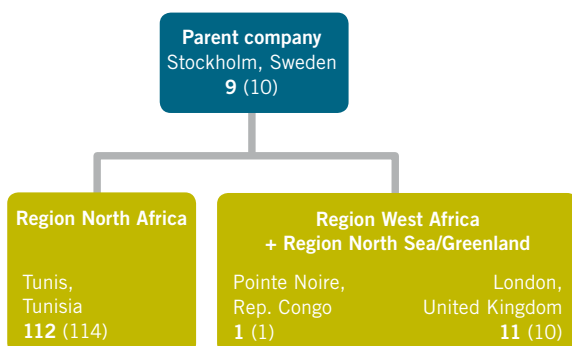 Parent company
Stockholm, Sweden
9 (10)
Region North Africa
Tunis,
Tunisia
112 (114)
Region West Africa
+ Region North Sea/Greenland
Pointe Noire,
Rep. Congo
1 (1)
London,
United Kingdom
11 (10)